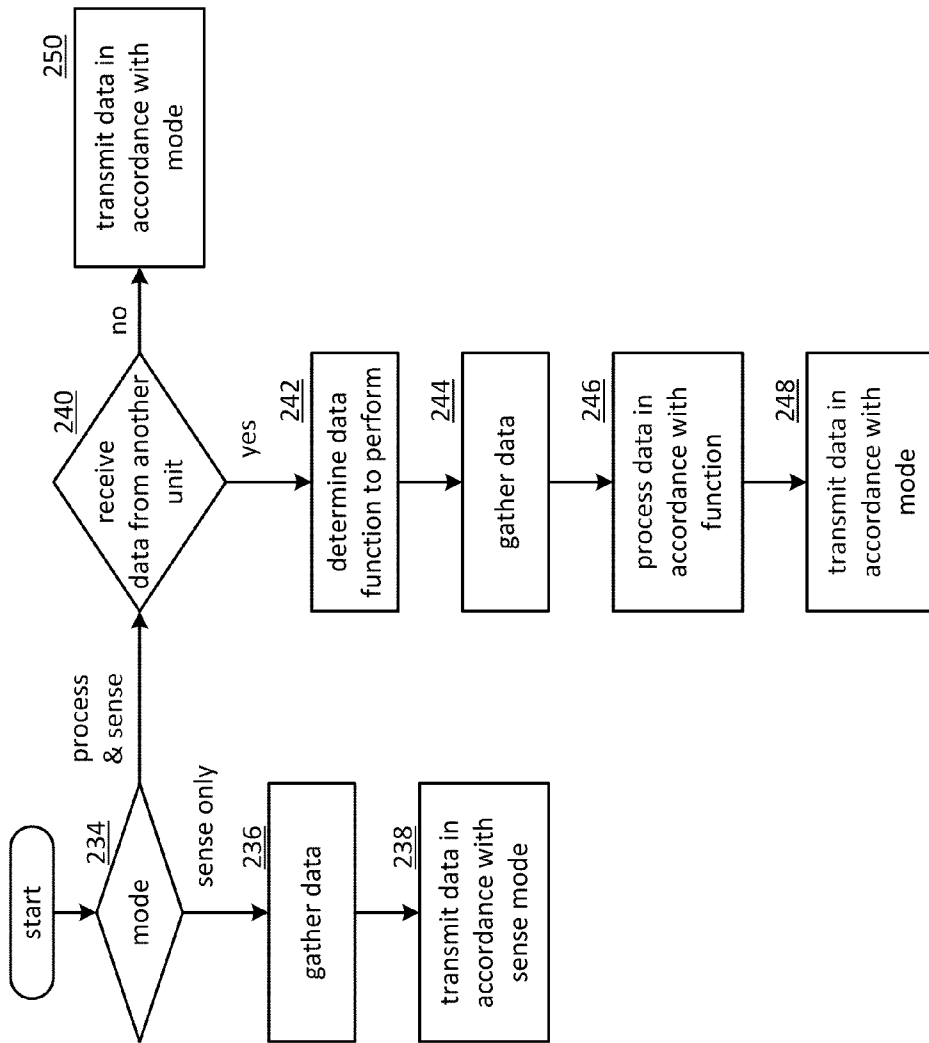 start
234
mode
process
& sense
sense only
236
gather data
238
transmit data in
accordance with
sense mode
240
receive
data from another
unit
no
250
transmit data in
accordance with
mode
yes
242
determine data
function to perform
244
gather data
246
process data in
accordance with
function
248
transmit data in
accordance with
mode